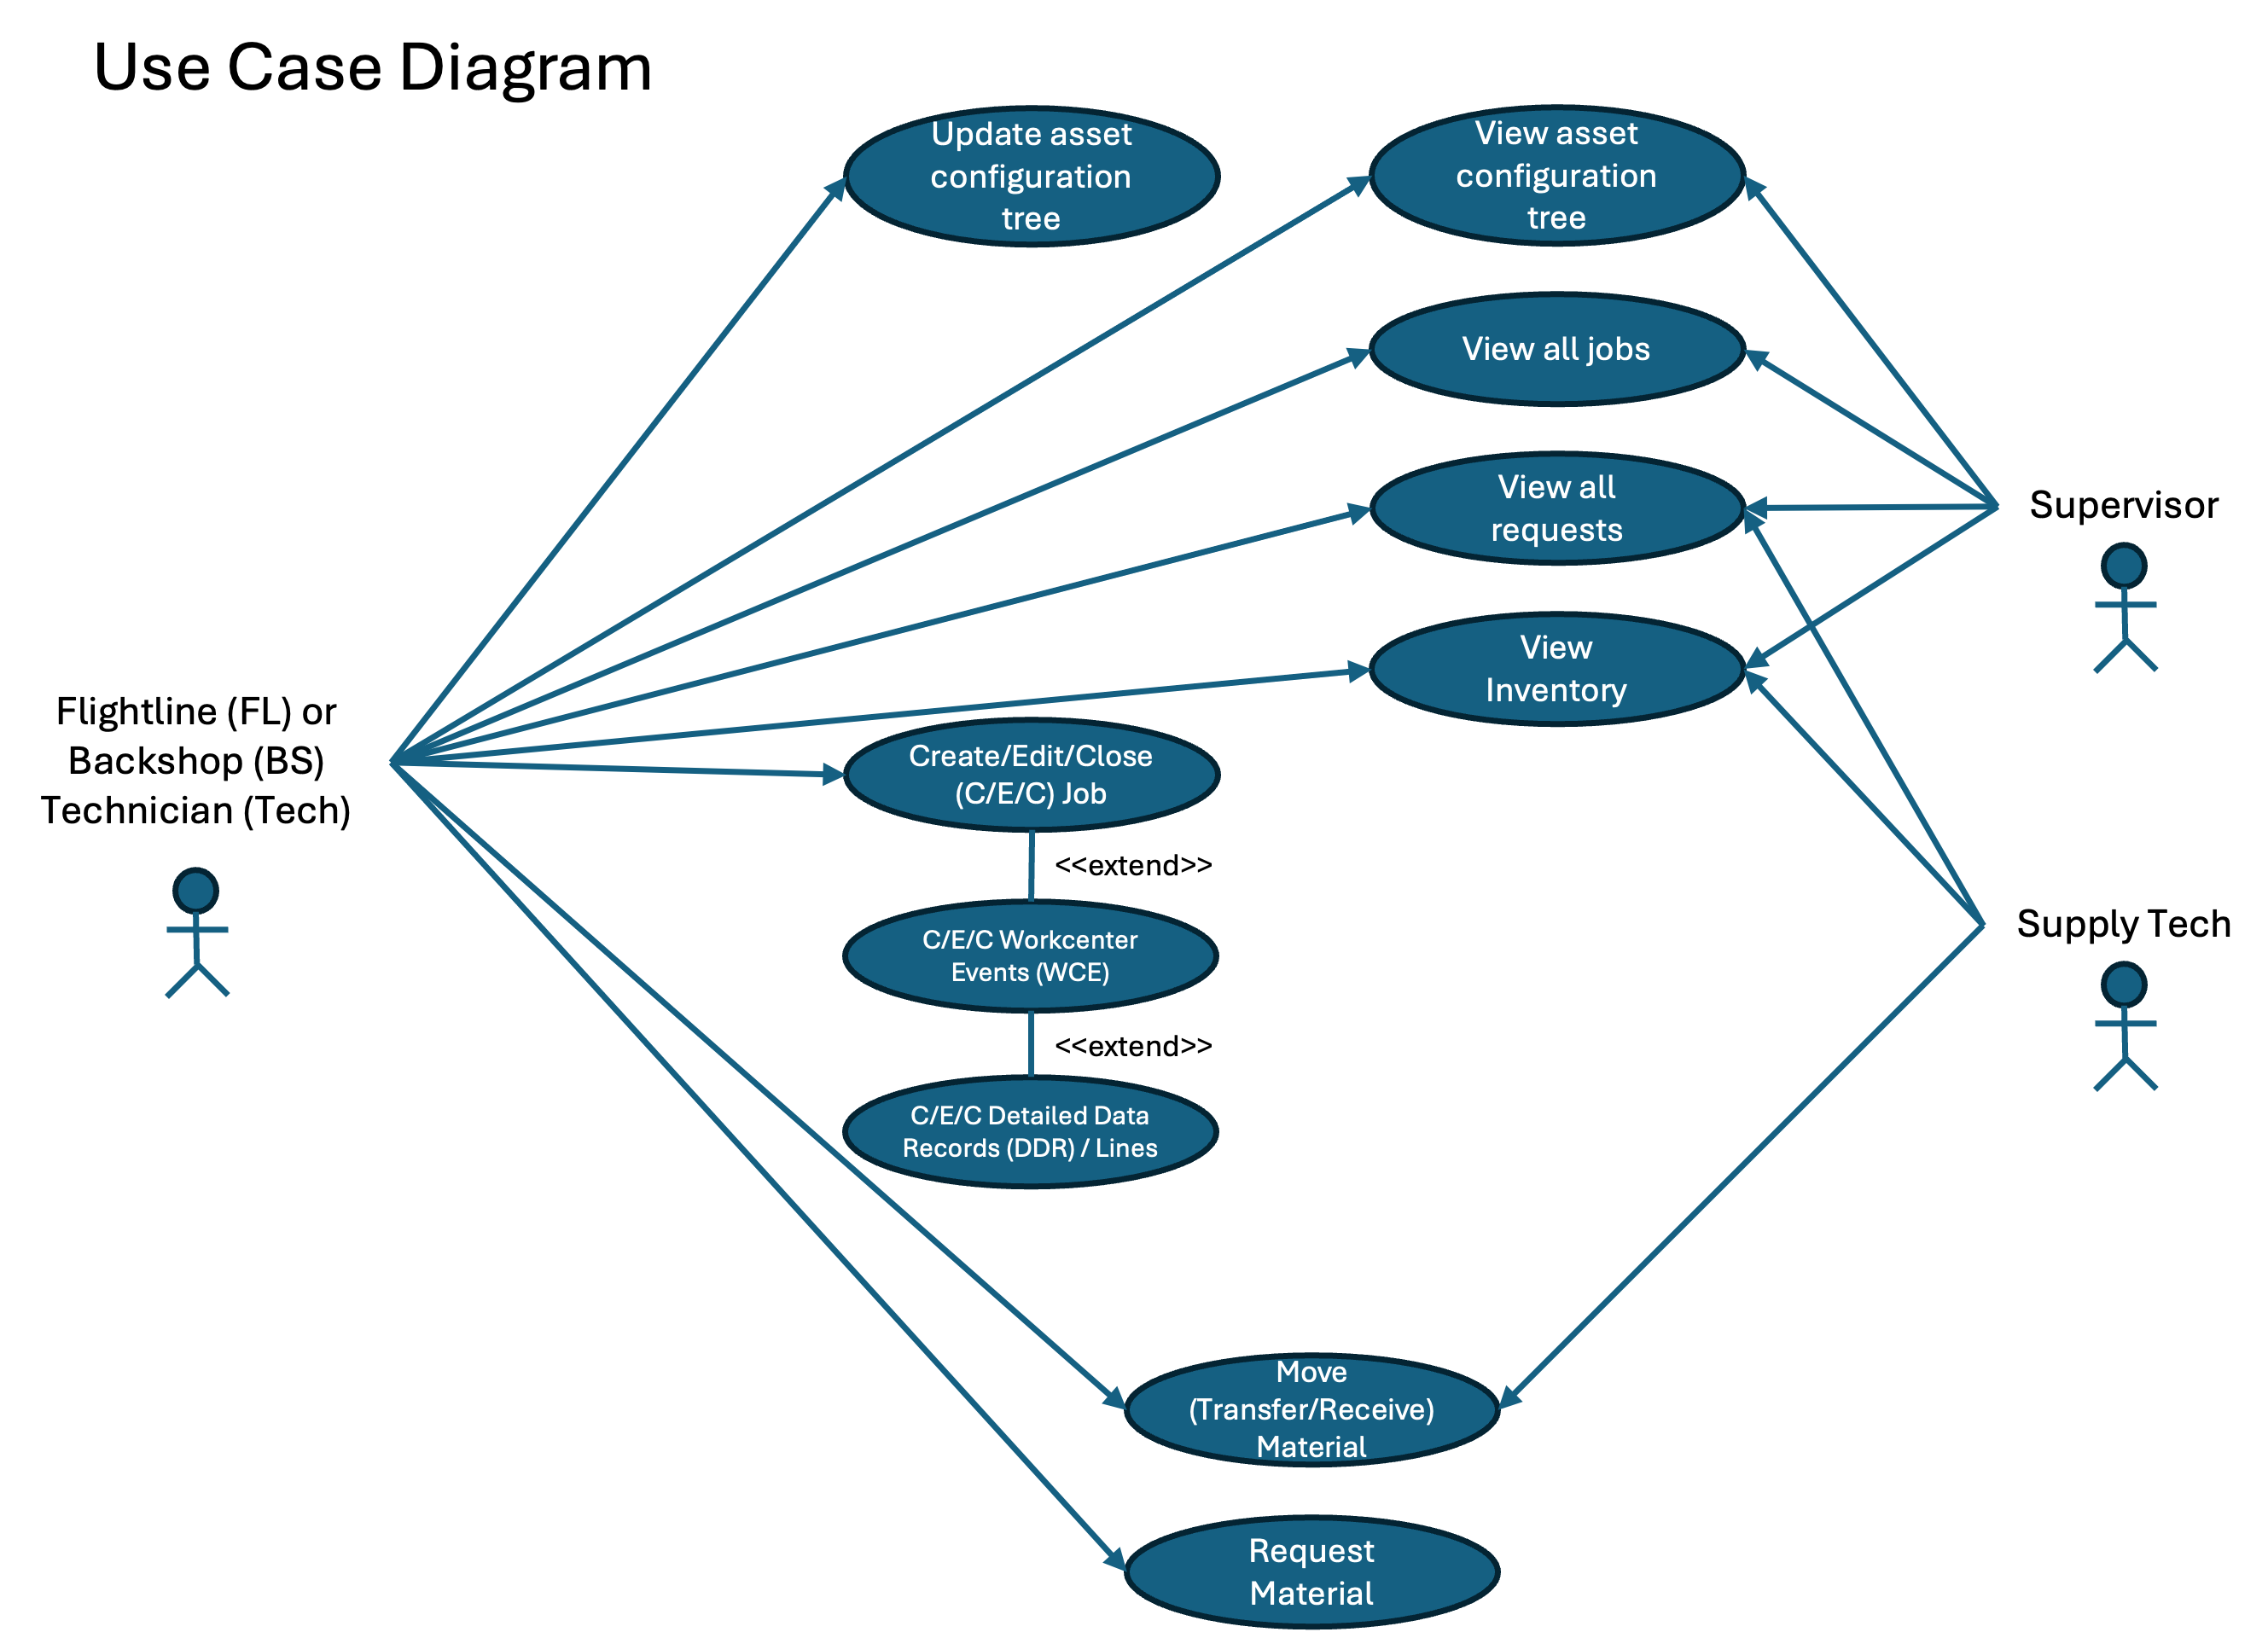 Use Case Diagram
Update asset
configuration
tree
View asset
configuration
tree
View all jobs
View all
requests
Supervisor
View
Inventory
Flightline (FL) or
Backshop (BS)
Technician (Tech)
Create/Edit/Close
(C/E/C) Job
<<extend>>
C/E/C Workcenter
Events (WCE)
Supply Tech
<<extend>>
C/E/C Detailed Data
Records (DDR) / Lines
Move
(Transfer/Receive)
Material
Request
Material